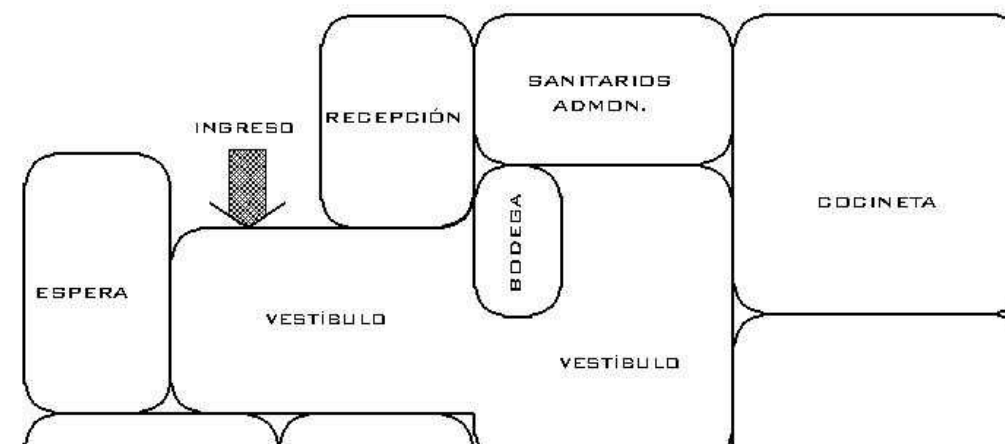 SANITARIOS
ADMON.
RECEPCIÓN
INGRESO
BODEGA
COCINETA
ESPERA
VESTÍBULO
VESTÍBULO